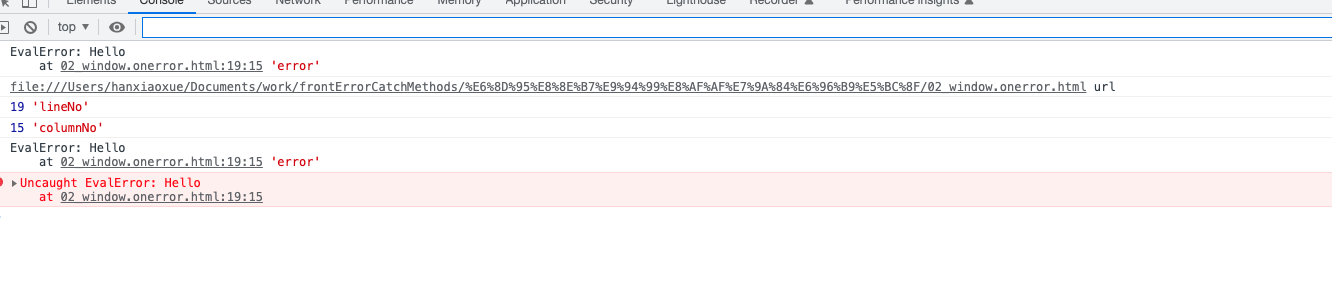 Elements Console Sources Network Performance Memory Application Security Lighthouse Recorder Performance insights
top
EvalError: Hello
at 02_window.onerror.html:19:15 'error'
file:///Users/hanxiaoxue/Documents/work/frontErrorCatchMethods/%E6%8D%95%E8%8E%B7%E9%94%99%E8%AF%AF%E7%9A%84%E6%96%B9%E5%BC%8F/02_window.onerror.html url
19 'lineNo'
15 'columnNo'
EvalError: Hello
at 02_window.onerror.html:19:15 'error'
Uncaught EvalError: Hello
at 02_window.onerror.html:19:15